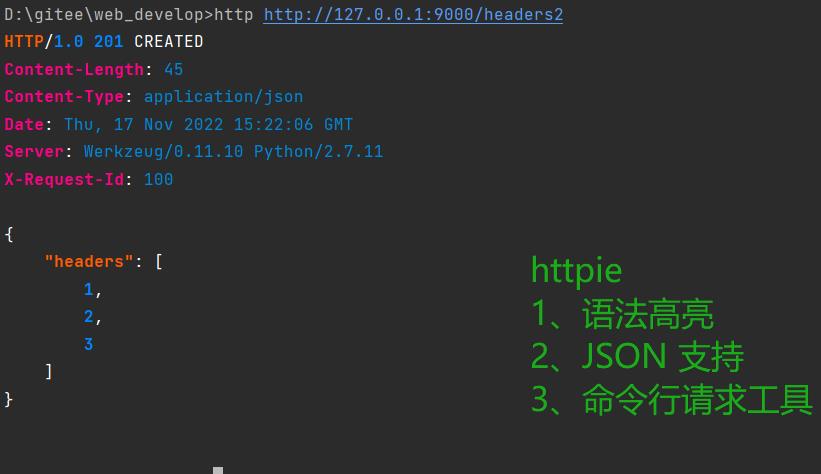 D:\gitee\web_develop>http http://127.0.0.1:9000/headers2
HTTP/1.0 201 CREATED
Content-Length: 45
Content-Type: application/json
Date: Thu, 17 Nov 2022 15:22:06 GMT
Server: Werkzeug/0.11.10 Python/2.7.11
X-Request-Id: 100
{
"headers": [
1,
2,
3
]
}
httpie
1、语法高亮
2、JSON 支持
3、命令行请求工具